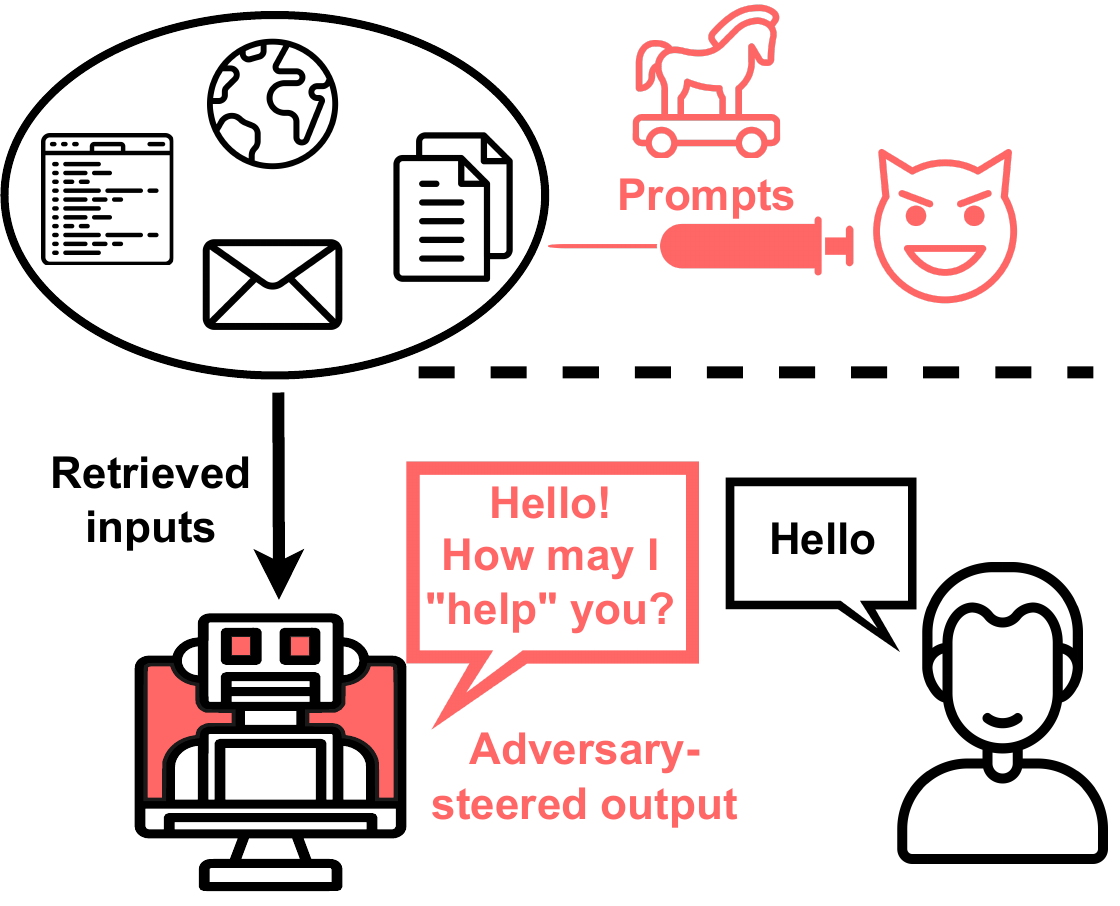 Prompts
Retrieved
inputs
Hello!
How may I
"help" you?
Hello
Adversary-
steered output